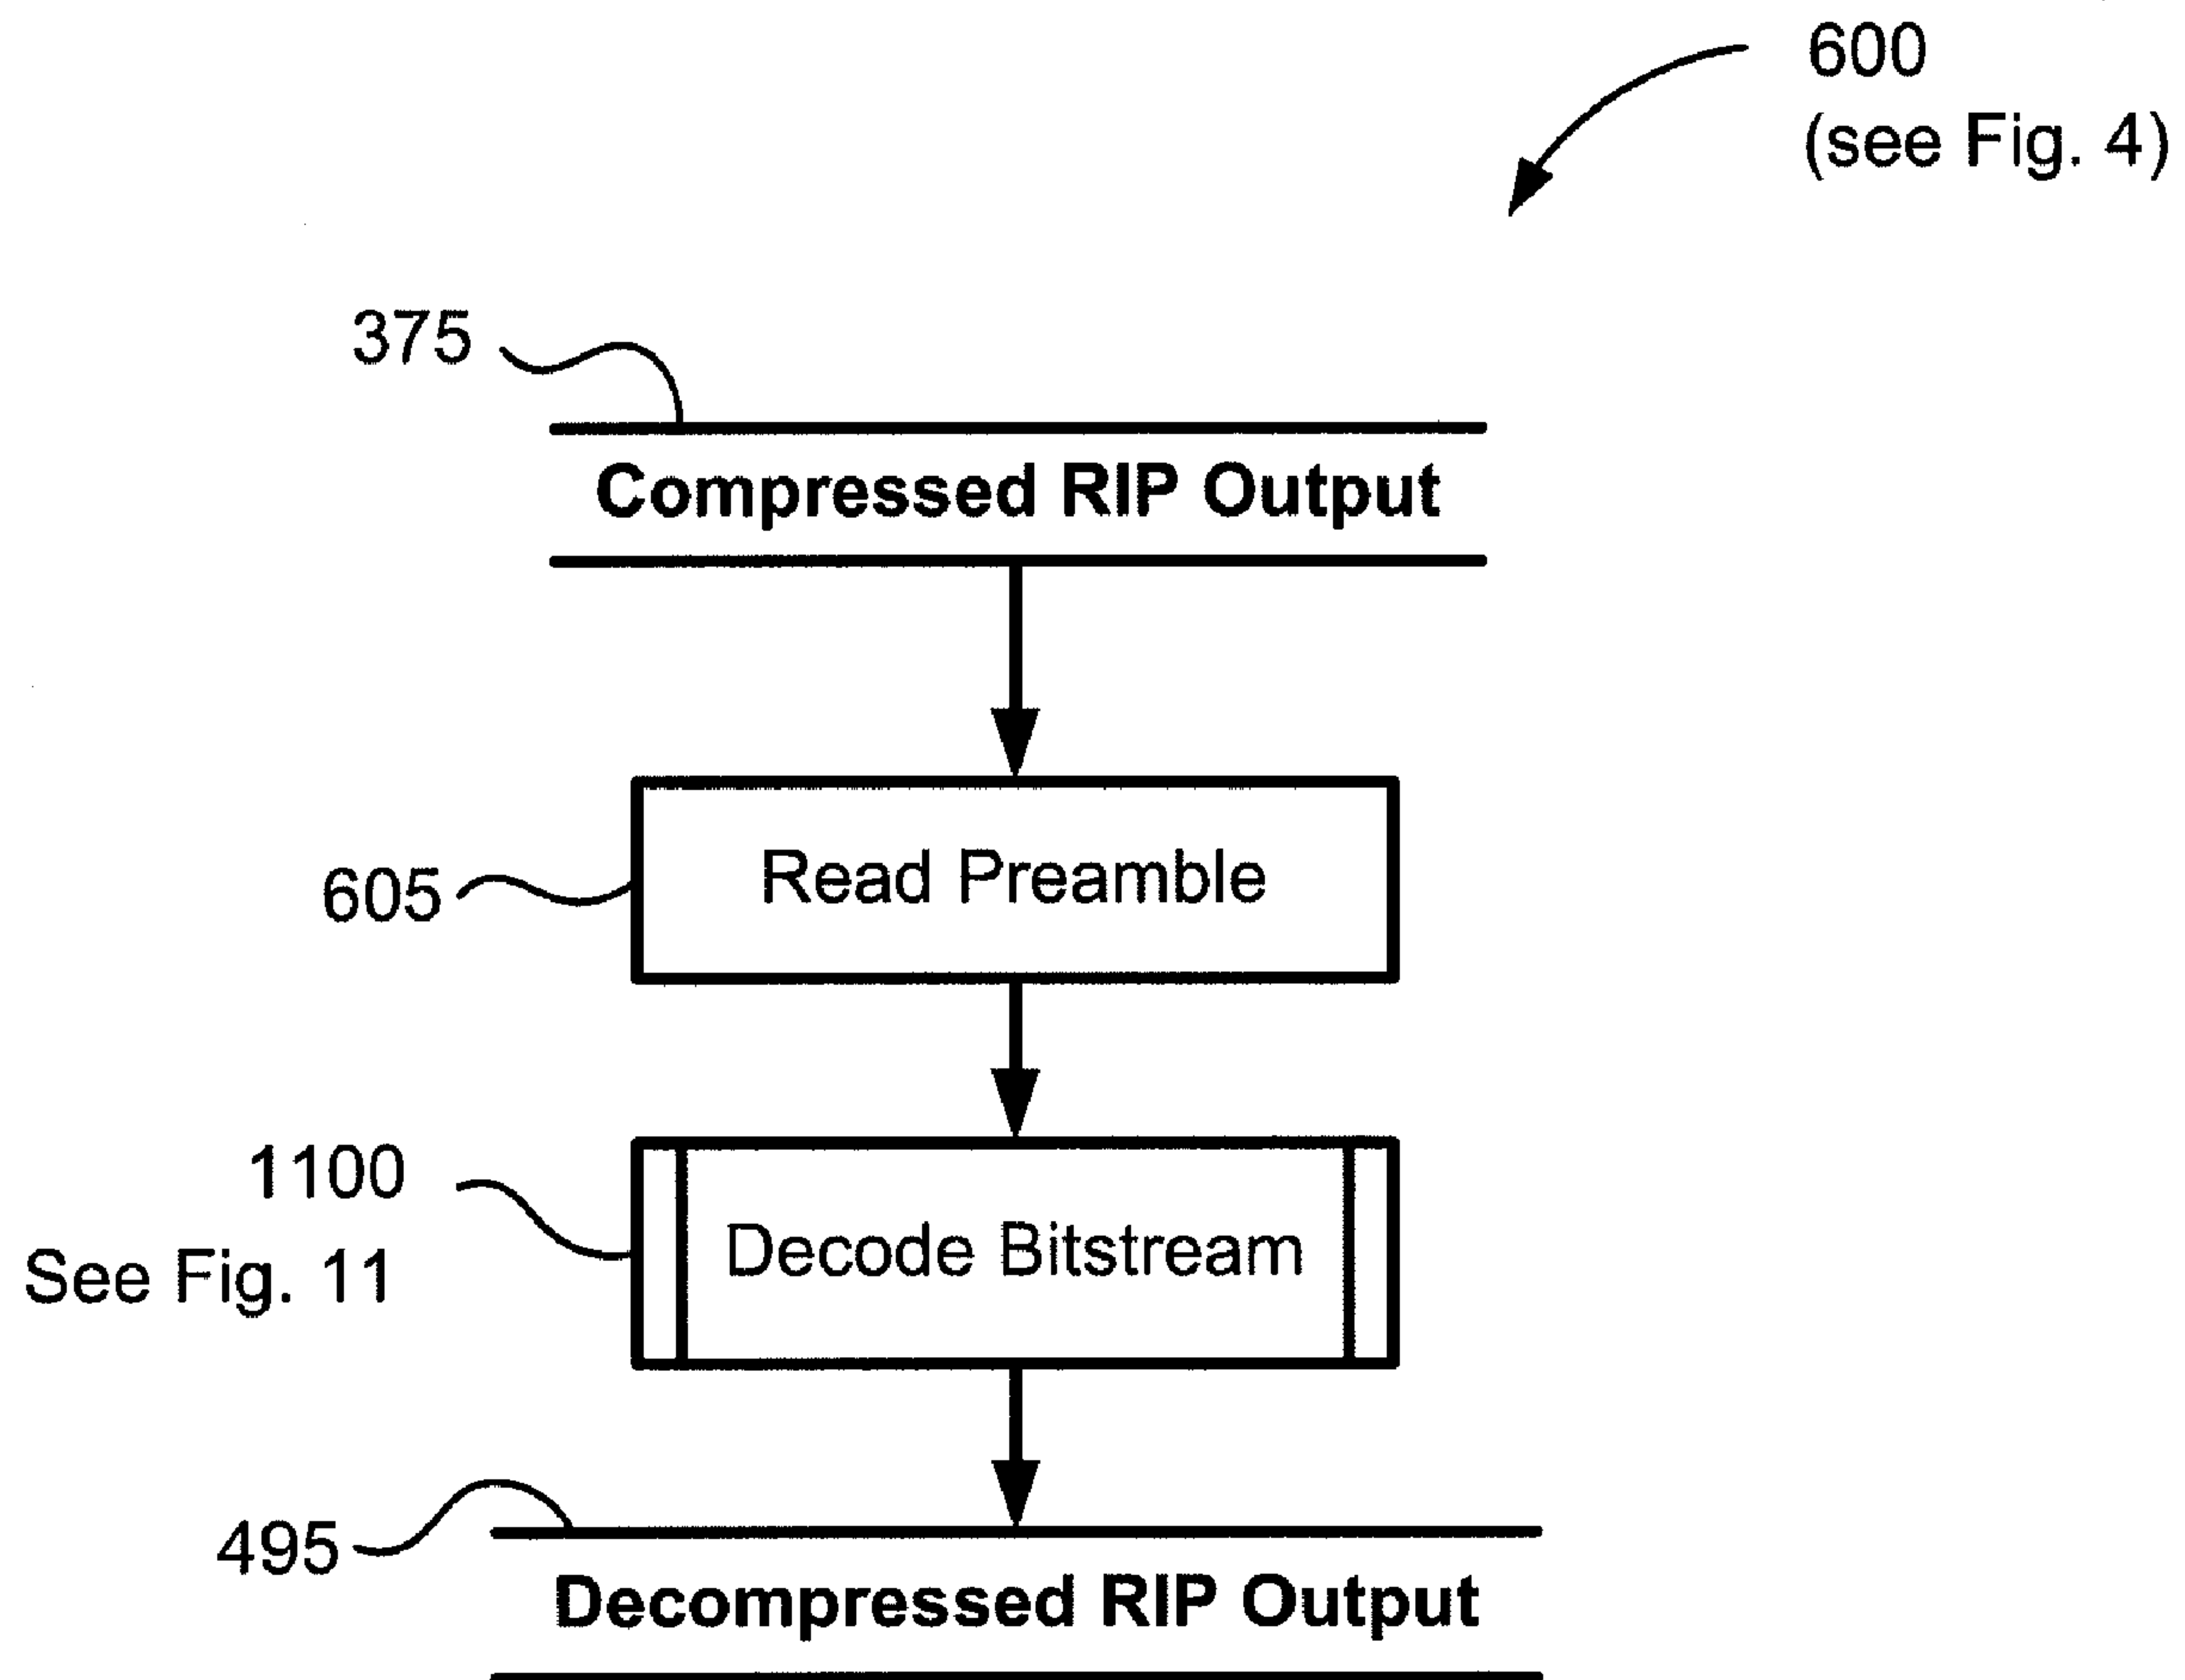 600
(see Fig. 4)
375
Compressed RIP Output
605
Read Preamble
1100
See Fig. 11
Decode Bitstream
495
Decompressed RIP Output